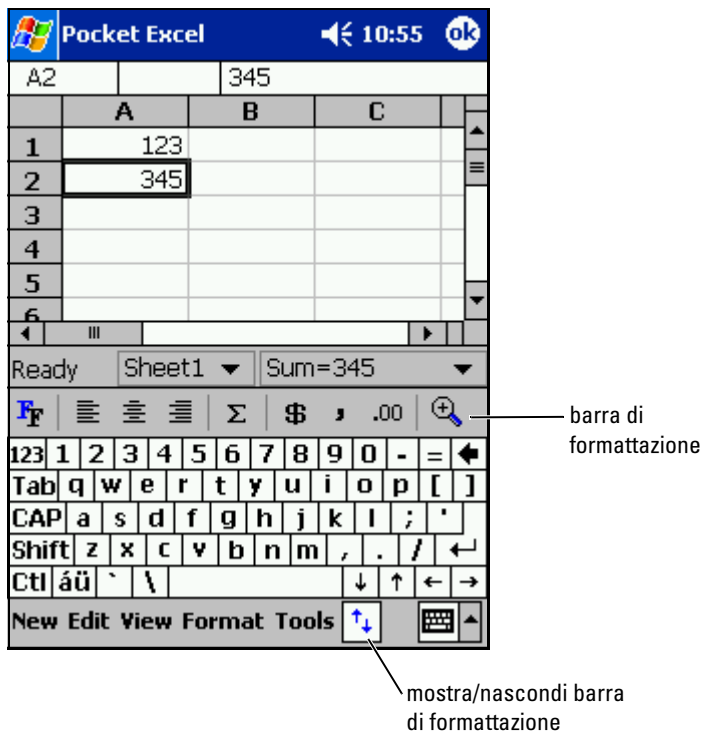 Pocket Excel 10:55 ok
A2 345
A B C
1 123
2 345
3
4
5
6
Ready Sheet1 Sum=345
FF Σ $ , .00
barra di
formattazione
123 1 2 3 4 5 6 7 8 9 0 - =
Tab q w e r t y u i o p [ ]
CAP a s d f g h j k l ; '
Shift z x c v b n m , . /
Ctl áü ` \ ↓ ↑ ← →
New Edit View Format Tools
mostra/nascondi barra
di formattazione